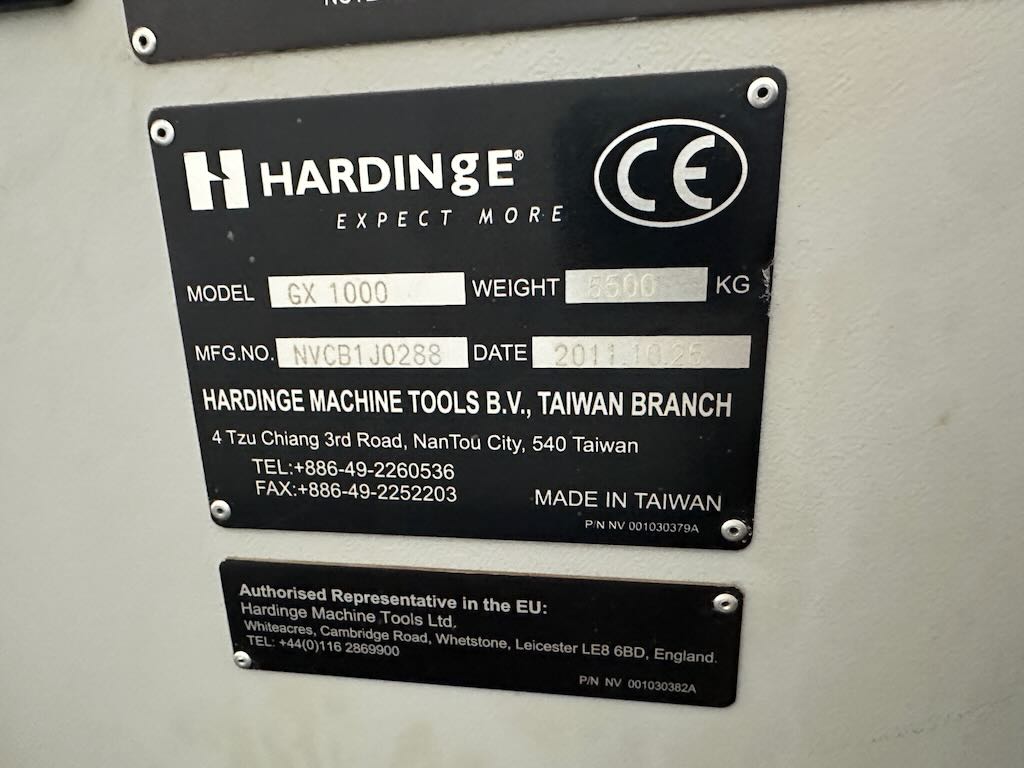 HARDINGE®
EXPECT MORE
CE
MODEL GX 1000 WEIGHT 5500 KG
MFG.NO. NVCB1J0288 DATE 2011.10.25
HARDINGE MACHINE TOOLS B.V., TAIWAN BRANCH
4 Tzu Chiang 3rd Road, NanTou City, 540 Taiwan
TEL:+886-49-2260536
FAX:+886-49-2252203
MADE IN TAIWAN
P/N NV 001030379A
Authorised Representative in the EU:
Hardinge Machine Tools Ltd.
Whiteacres, Cambridge Road, Whetstone, Leicester LE8 6BD, England.
TEL: +44(0)116 2869900
P/N NV 001030382A